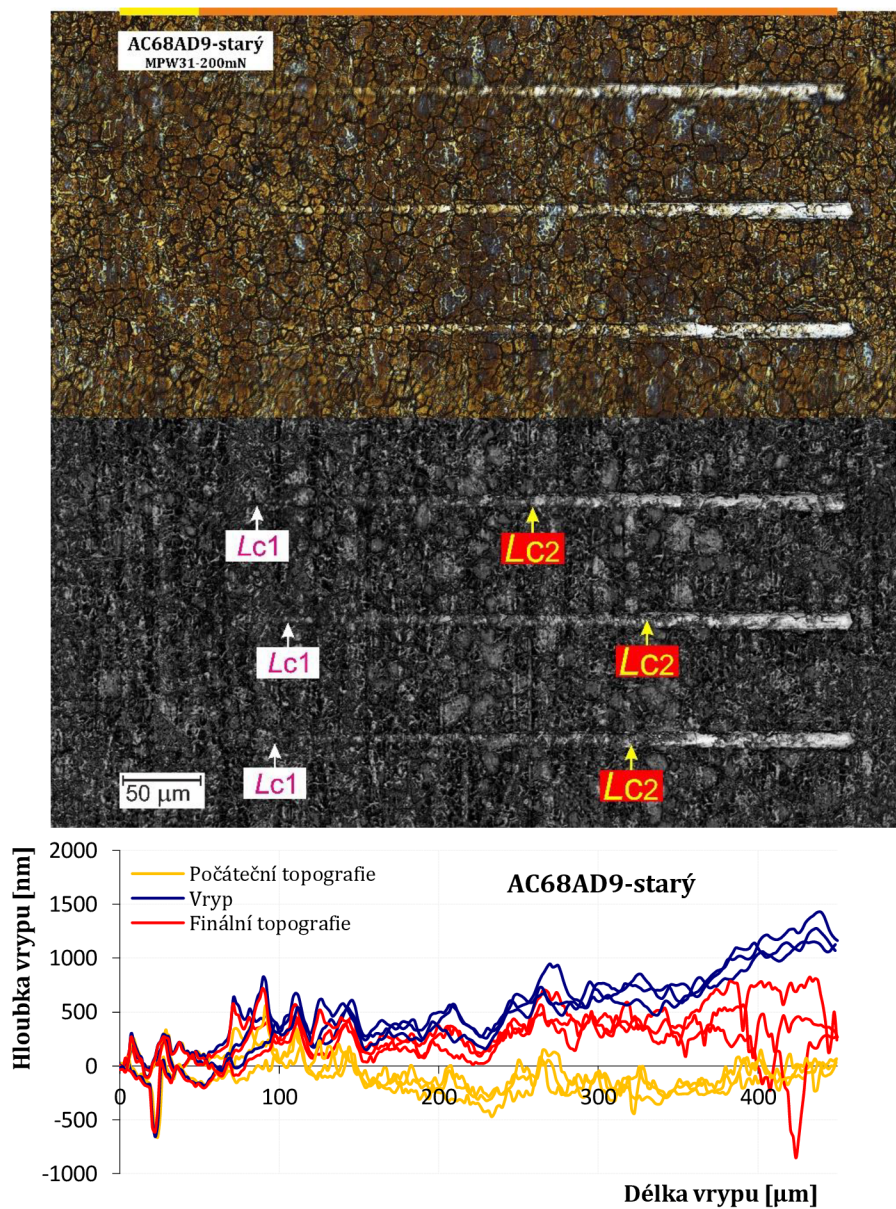 AC68AD9-starý
MPW31-200mN
Lc1
Lc2
Lc1
Lc2
Lc1
Lc2
50 µm
Hloubka vrypu [nm]
2000
1500
1000
500
0
-500
-1000
Počáteční topografie
Vryp
Finální topografie
AC68AD9-starý
0
100
200
300
400
Délka vrypu [µm]